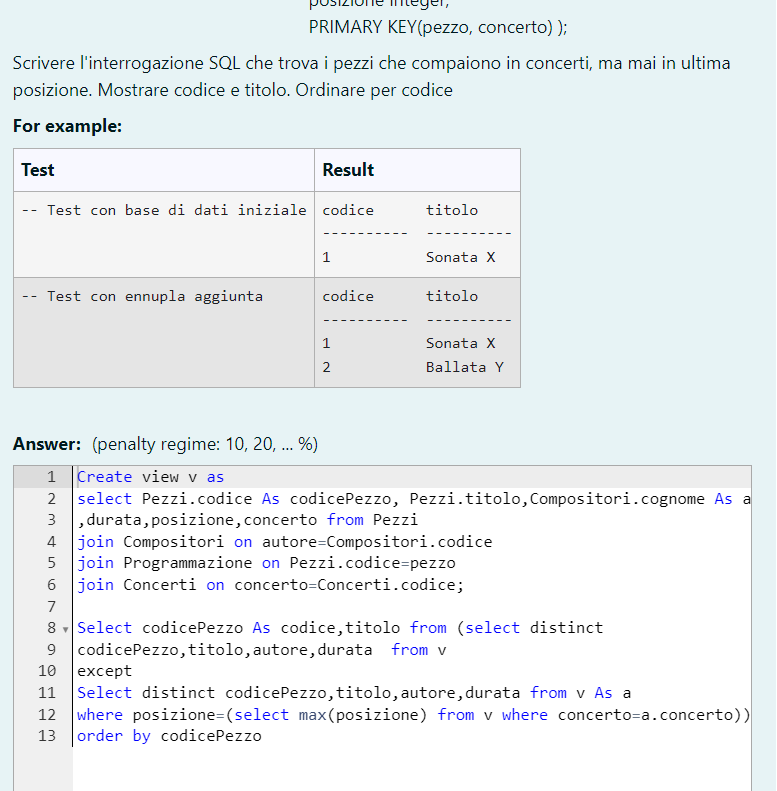 posizione integer,
PRIMARY KEY(pezzo, concerto) );
Scrivere l'interrogazione SQL che trova i pezzi che compaiono in concerti, ma mai in ultima
posizione. Mostrare codice e titolo. Ordinare per codice
For example:
Test Result
-- Test con base di dati iniziale codice titolo
---------- ----------
1 Sonata X
-- Test con ennupla aggiunta codice titolo
---------- ----------
1 Sonata X
2 Ballata Y
Answer: (penalty regime: 10, 20, ... %)
1 Create view v as
2 select Pezzi.codice As codicePezzo, Pezzi.titolo,Compositori.cognome As a
3 ,durata,posizione,concerto from Pezzi
4 join Compositori on autore=Compositori.codice
5 join Programmazione on Pezzi.codice=pezzo
6 join Concerti on concerto=Concerti.codice;
7
8 Select codicePezzo As codice,titolo from (select distinct
9 codicePezzo,titolo,autore,durata from v
10 except
11 Select distinct codicePezzo,titolo,autore,durata from v As a
12 where posizione=(select max(posizione) from v where concerto=a.concerto))
13 order by codicePezzo